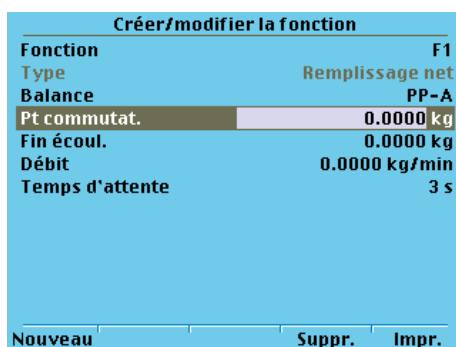 Créer/modifier la fonction
Fonction F1
Type Remplissage net
Balance PP-A
Pt commutat. 0.0000 kg
Fin écoul. 0.0000 kg
Débit 0.0000 kg/min
Temps d'attente 3 s
Nouveau Suppr. Impr.